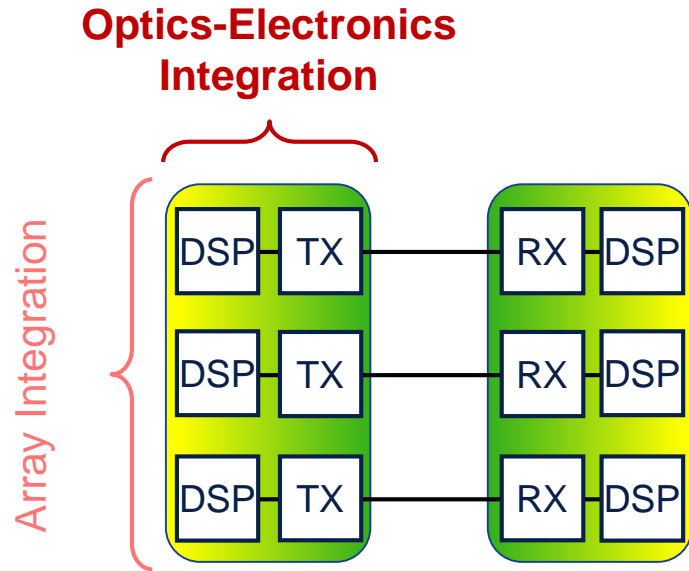 Optics-Electronics
Integration
Array Integration
DSP TX RX DSP
DSP TX RX DSP
DSP TX RX DSP